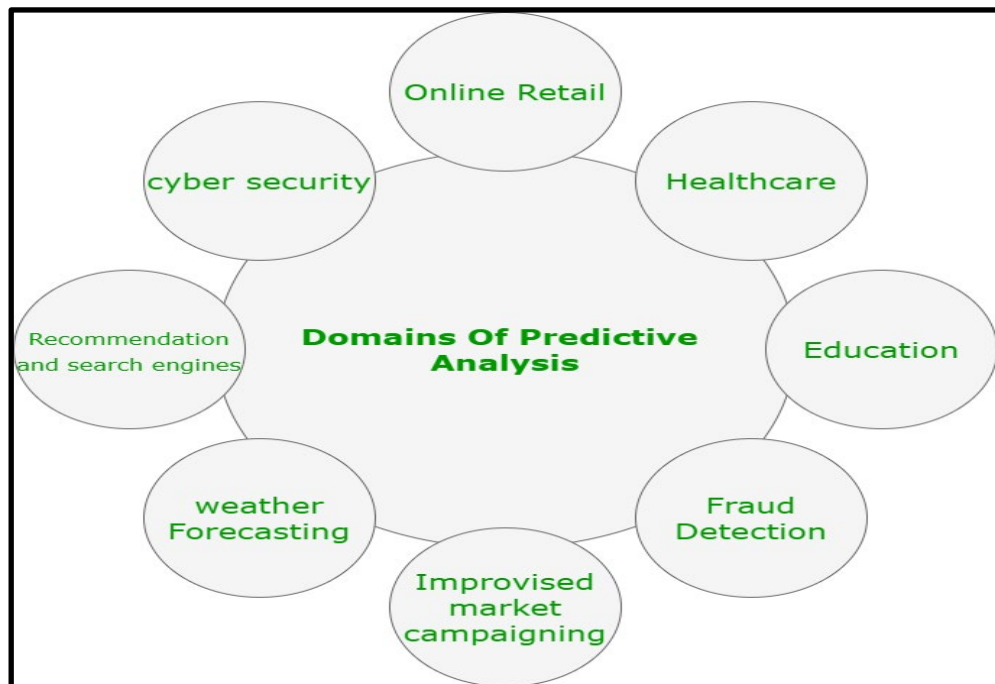 Online Retail
cyber security
Healthcare
Recommendation
and search engines
Domains Of Predictive
Analysis
Education
weather
Forecasting
Fraud
Detection
Improvised
market
campaigning